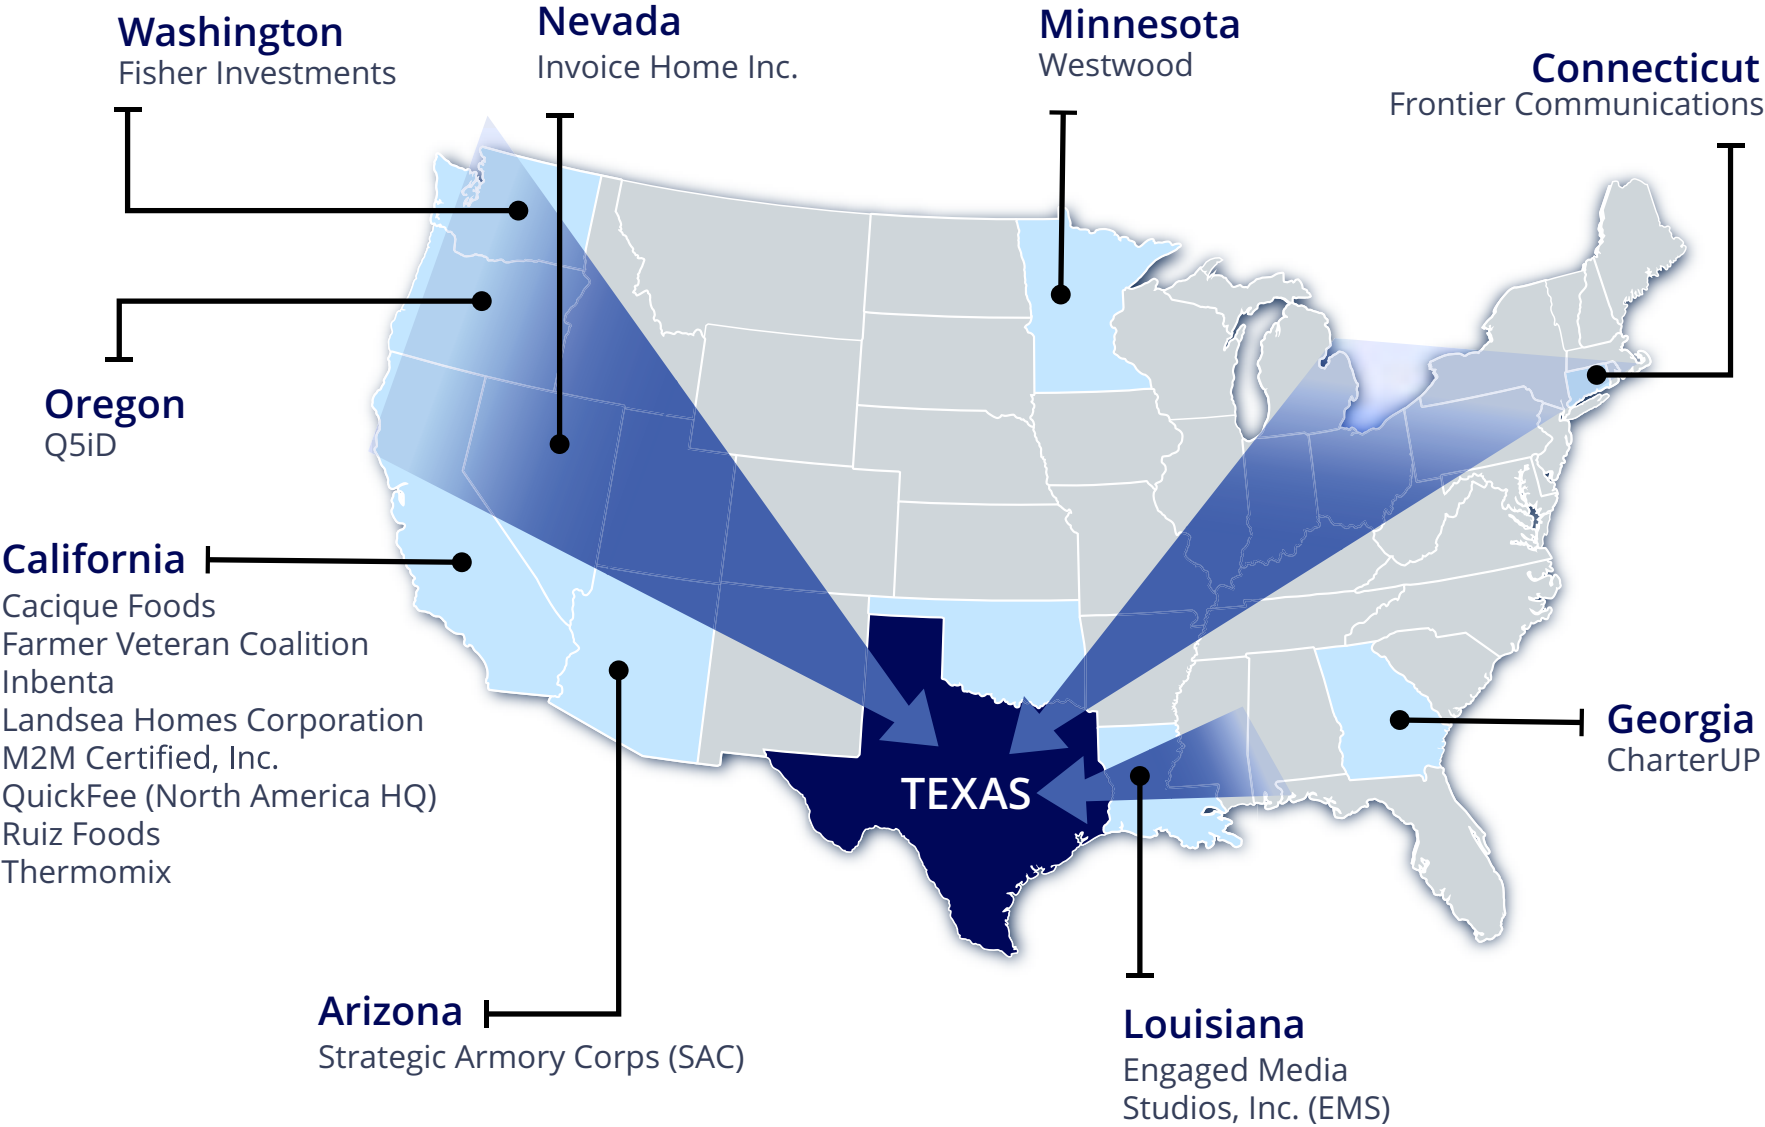 Washington
Fisher Investments
Nevada
Invoice Home Inc.
Minnesota
Westwood
Connecticut
Frontier Communications
Oregon
Q5iD
California
Cacique Foods
Farmer Veteran Coalition
Inbenta
Landsea Homes Corporation
M2M Certified, Inc.
QuickFee (North America HQ)
Ruiz Foods
Thermomix
TEXAS
Georgia
CharterUP
Arizona
Strategic Armory Corps (SAC)
Louisiana
Engaged Media
Studios, Inc. (EMS)